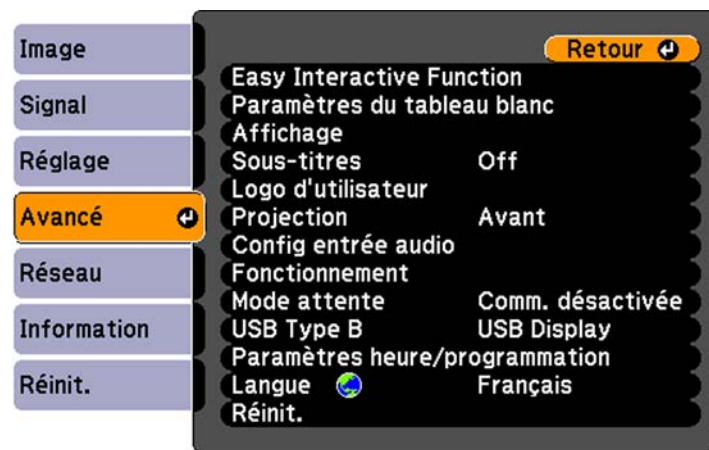 Image
Signal
Réglage
Avancé
Réseau
Information
Réinit.
Retour
Easy Interactive Function
Paramètres du tableau blanc
Affichage
Sous-titres Off
Logo d'utilisateur
Projection Avant
Config entrée audio
Fonctionnement
Mode attente Comm. désactivée
USB Type B USB Display
Paramètres heure/programmation
Langue Français
Réinit.